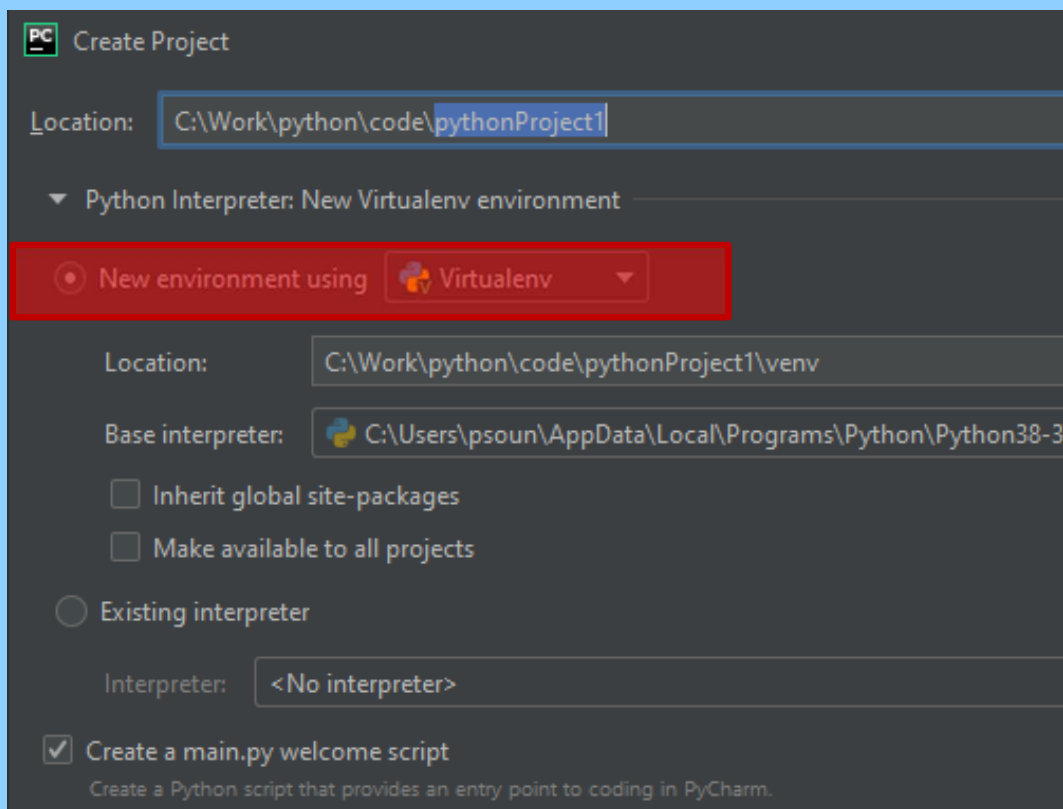 PC Create Project
Location: C:\Work\python\code\pythonProject1
Python Interpreter: New Virtualenv environment
New environment using Virtualenv
Location: C:\Work\python\code\pythonProject1\venv
Base interpreter: C:\Users\psoun\AppData\Local\Programs\Python\Python38-3
Inherit global site-packages
Make available to all projects
Existing interpreter
Interpreter: <No interpreter>
Create a main.py welcome script
Create a Python script that provides an entry point to coding in PyCharm.